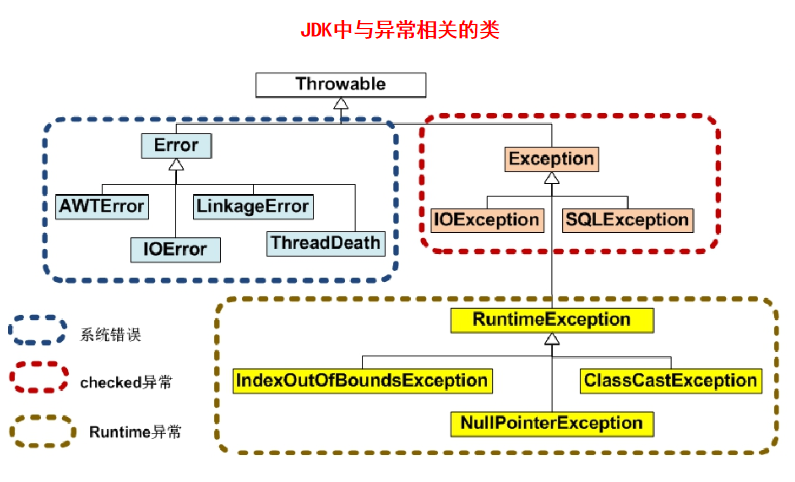 JDK中与异常相关的类
Throwable
Error
Exception
AWTError
LinkageError
IOException
SQLException
IOError
ThreadDeath
RuntimeException
系统错误
checked异常
IndexOutOfBoundsException
ClassCastException
NullPointerException
Runtime异常